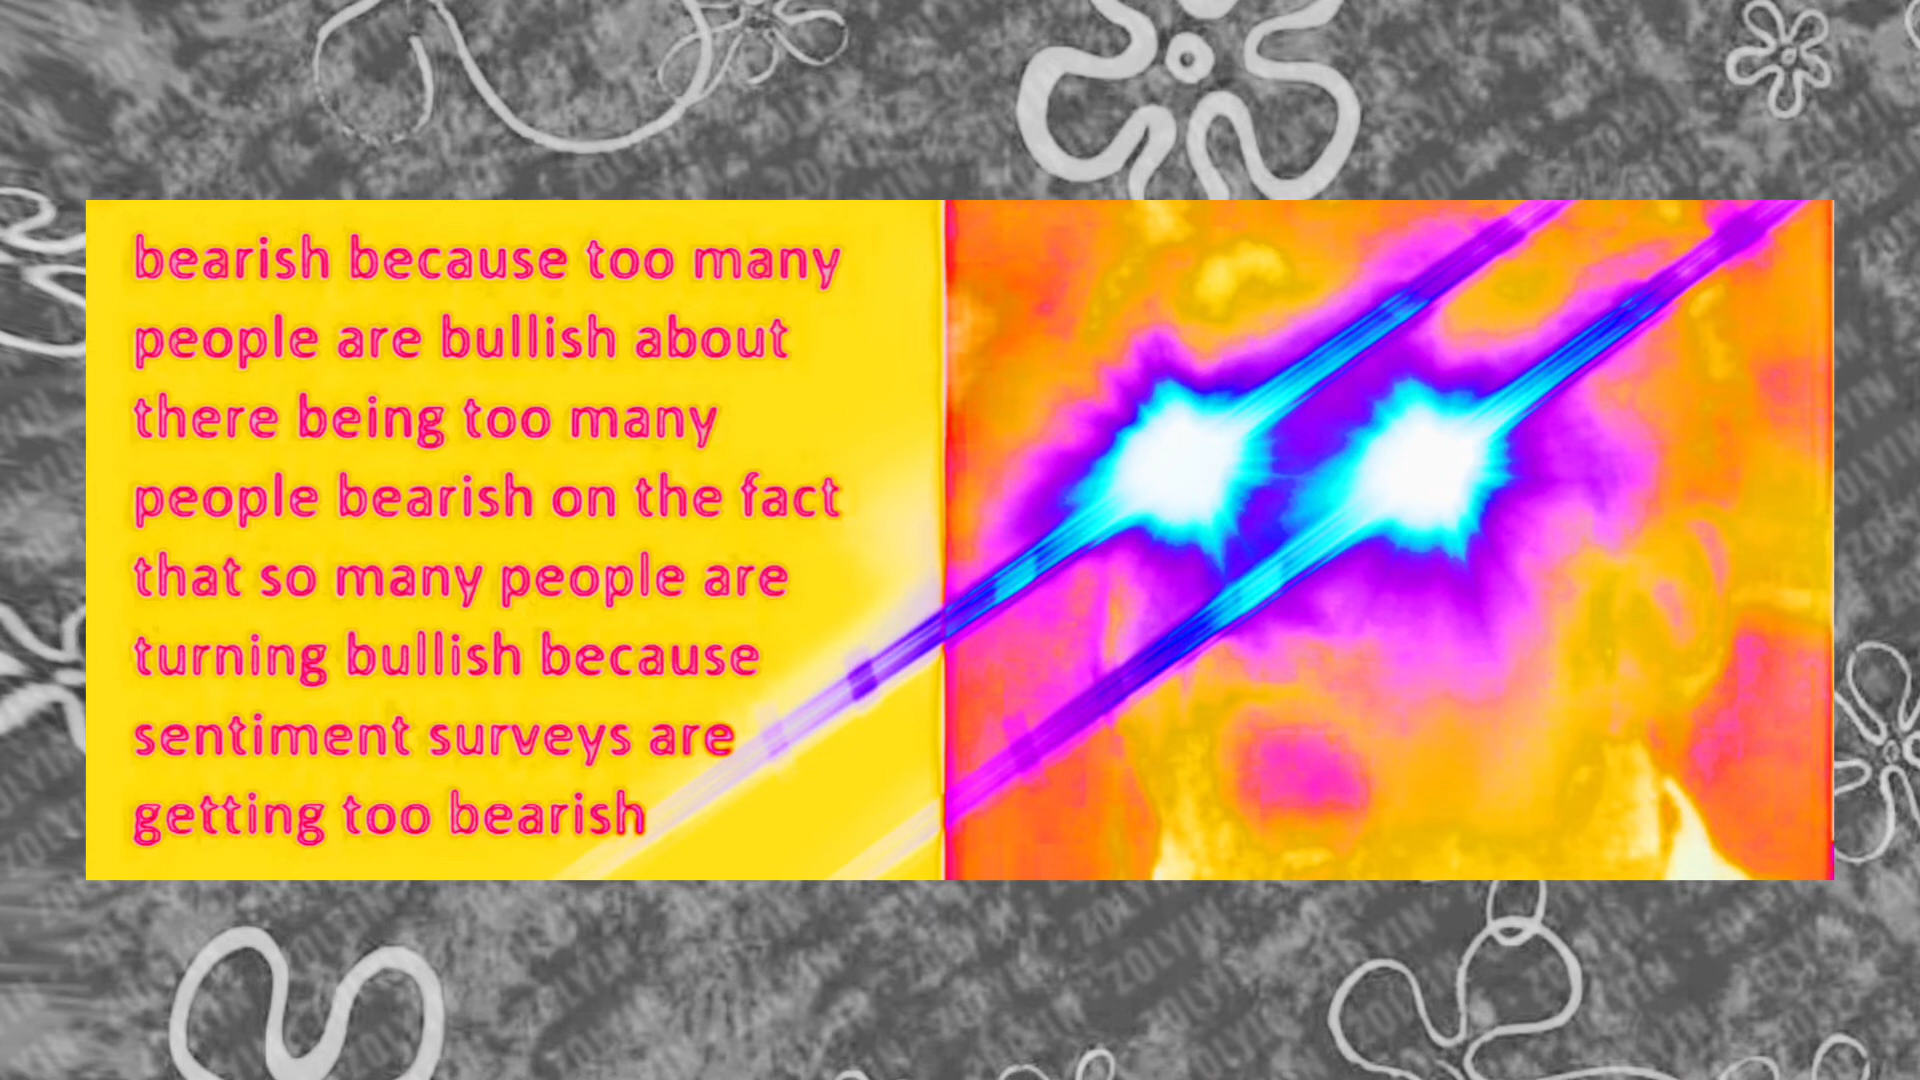 bearish because too many
people are bullish about
there being too many
people bearish on the fact
that so many people are
turning bullish because
sentiment surveys are
getting too bearish